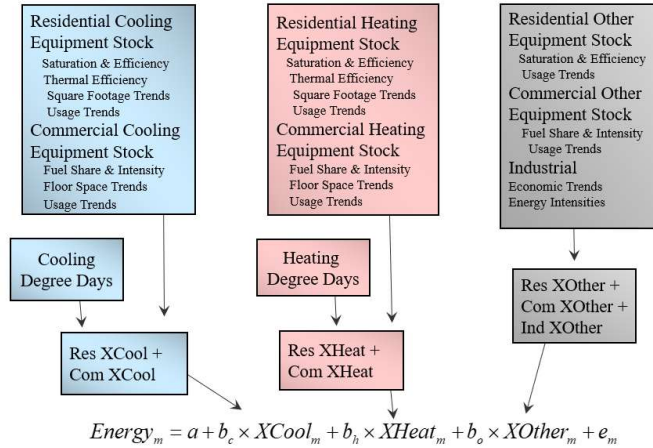 Residential Cooling
Equipment Stock
Saturation & Efficiency
Thermal Efficiency
Square Footage Trends
Usage Trends
Commercial Cooling
Equipment Stock
Fuel Share & Intensity
Floor Space Trends
Usage Trends
Residential Heating
Equipment Stock
Saturation & Efficiency
Thermal Efficiency
Square Footage Trends
Usage Trends
Commercial Heating
Equipment Stock
Fuel Share & Intensity
Floor Space Trends
Usage Trends
Residential Other
Equipment Stock
Saturation & Efficiency
Usage Trends
Commercial Other
Equipment Stock
Fuel Share & Intensity
Usage Trends
Industrial
Economic Trends
Energy Intensities
Cooling
Degree Days
Heating
Degree Days
Res XOther +
Com XOther +
Ind XOther
Res XCool +
Com XCool
Res XHeat +
Com XHeat
Energy_m = a + b_c × XCool_m + b_h × XHeat_m + b_o × XOther_m + e_m